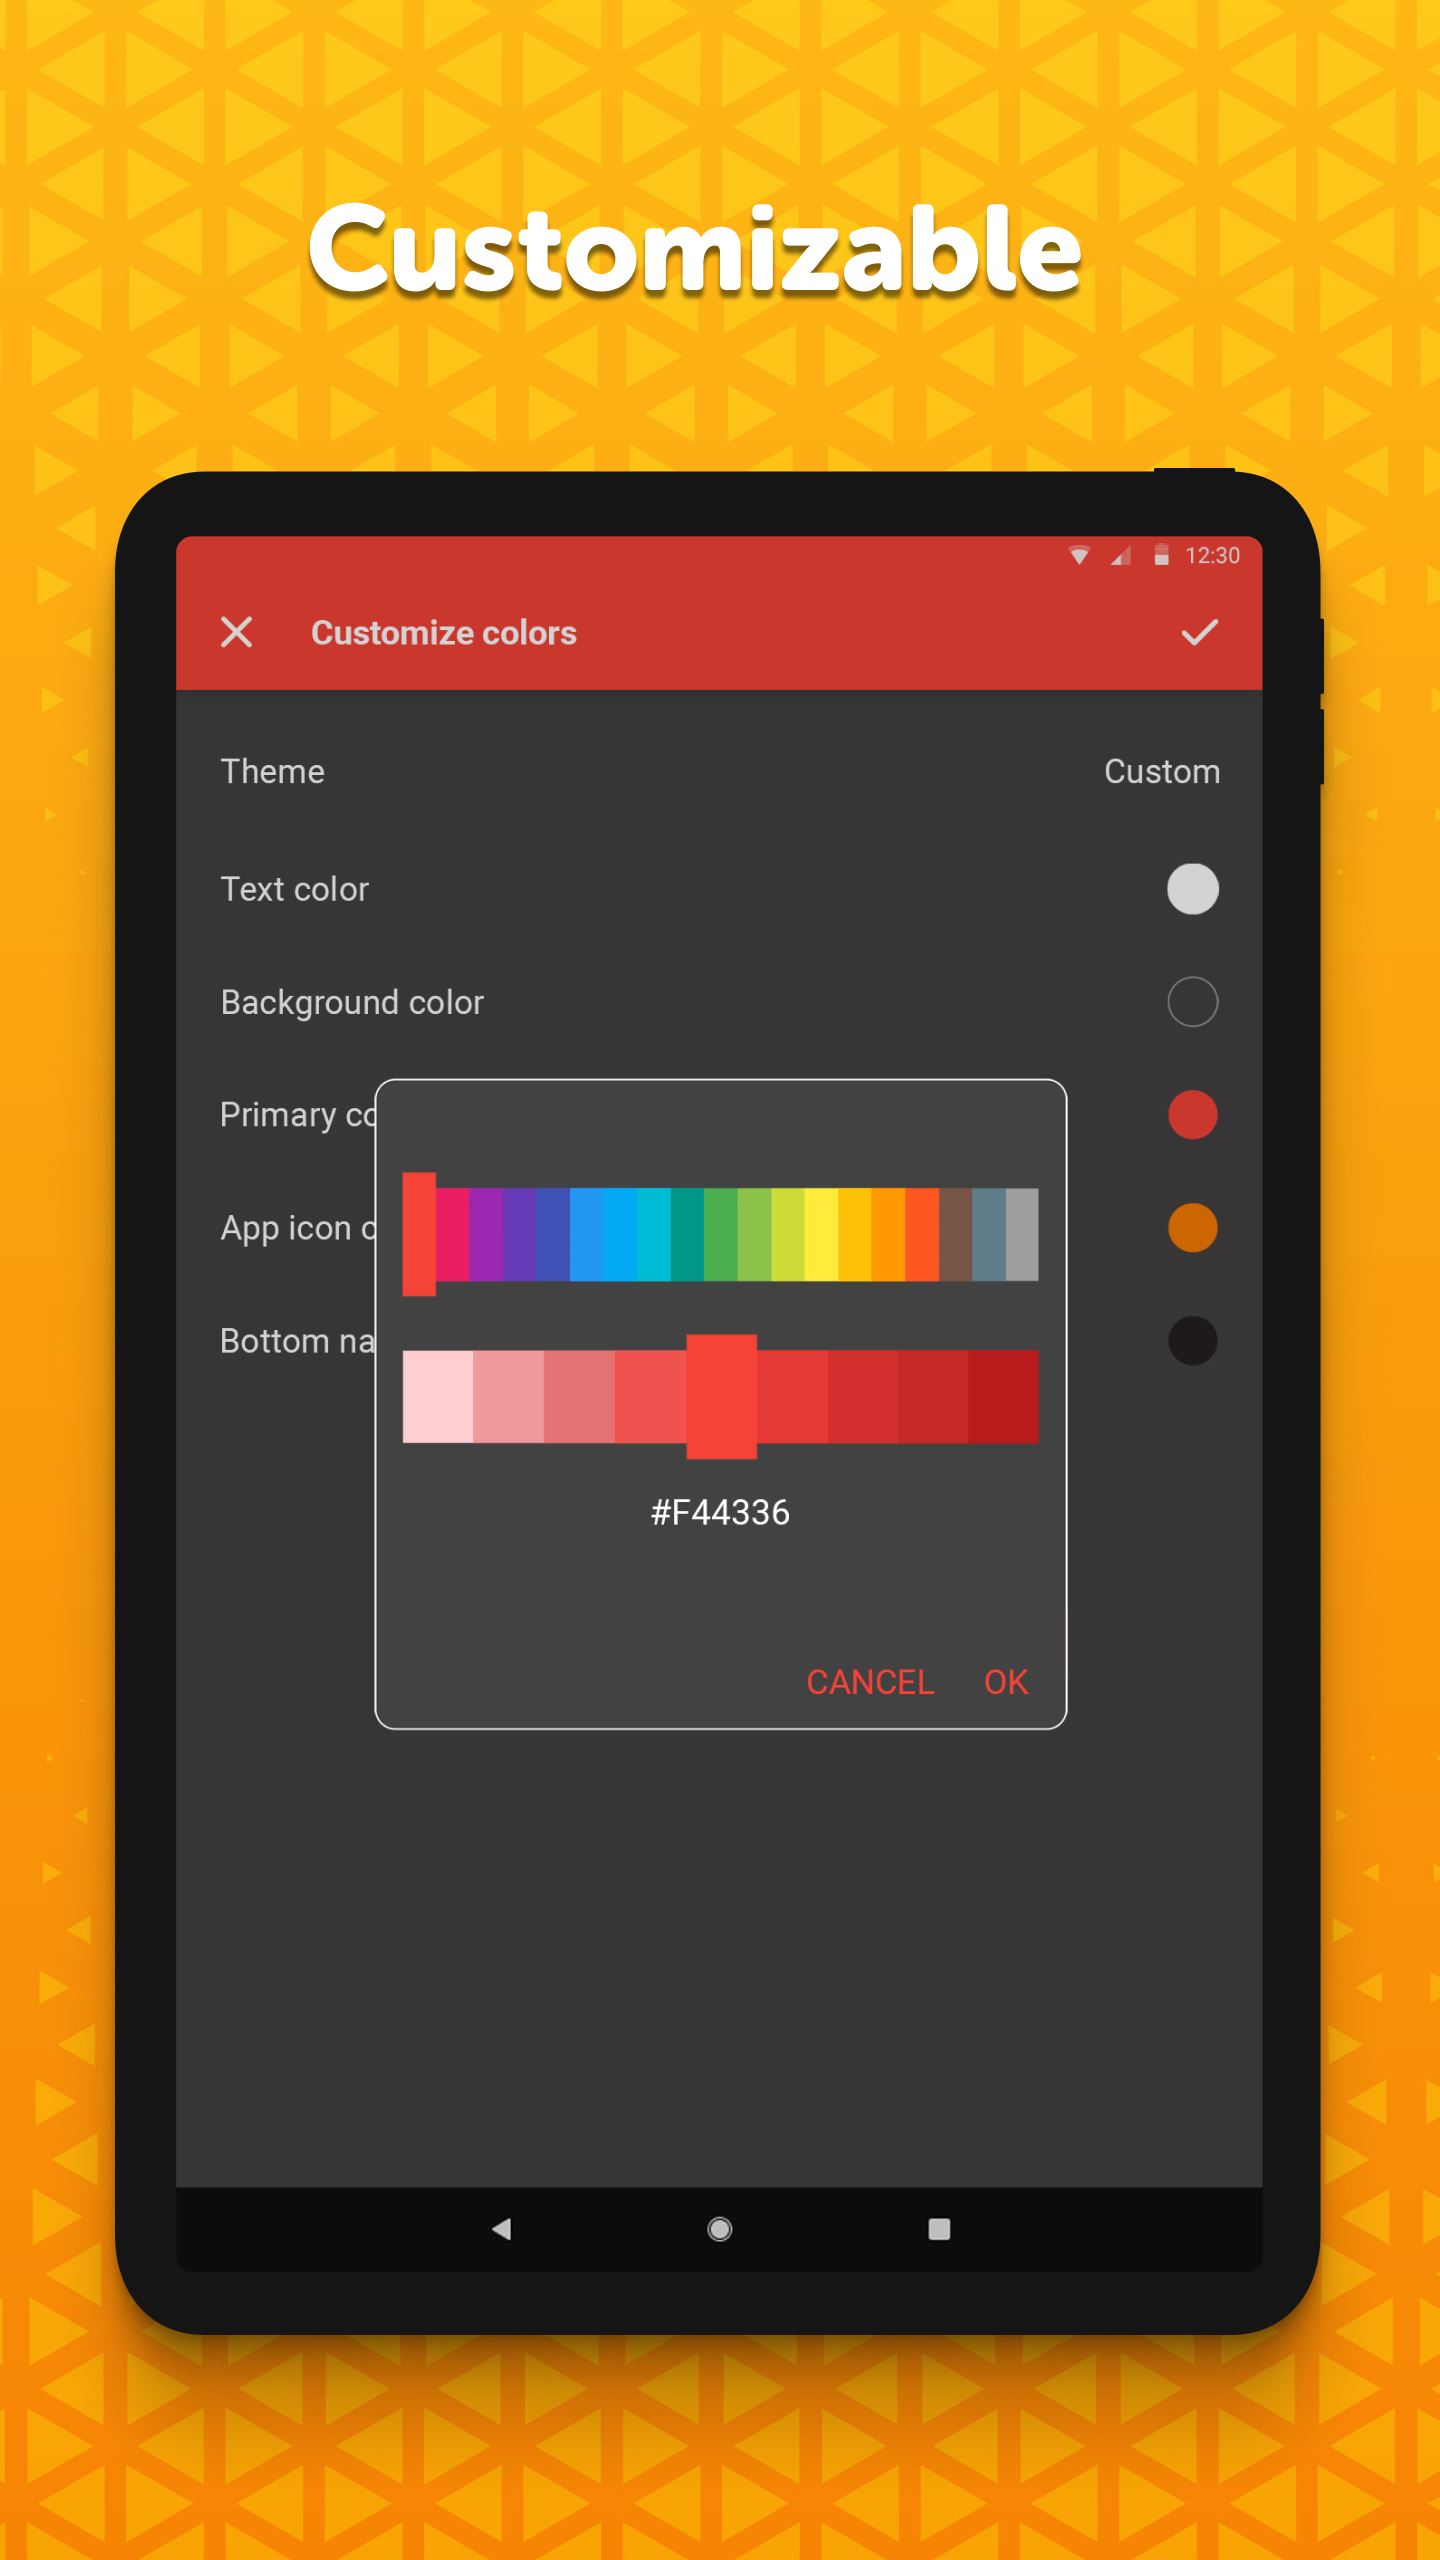 Customizable
12:30
Customize colors
Theme Custom
Text color
Background color
Primary co
App icon c
Bottom na
#F44336
CANCEL OK